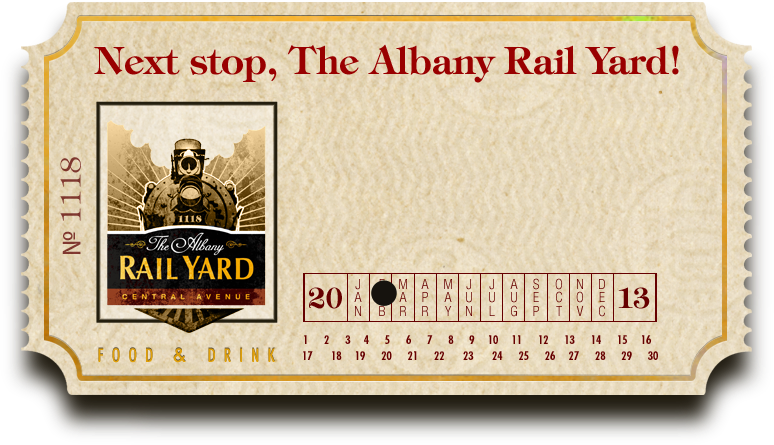 Next stop, The Albany Rail Yard!
№ 1118
1118
The Albany
RAIL YARD
CENTRAL AVENUE
FOOD & DRINK
20 JAN B MAR APR MAY JUN JUL AUG SEPT OCT NOV DEC 13
1 2 3 4 5 6 7 8 9 10 11 12 13 14 15 16
17 18 19 20 21 22 23 24 25 26 27 28 29 30